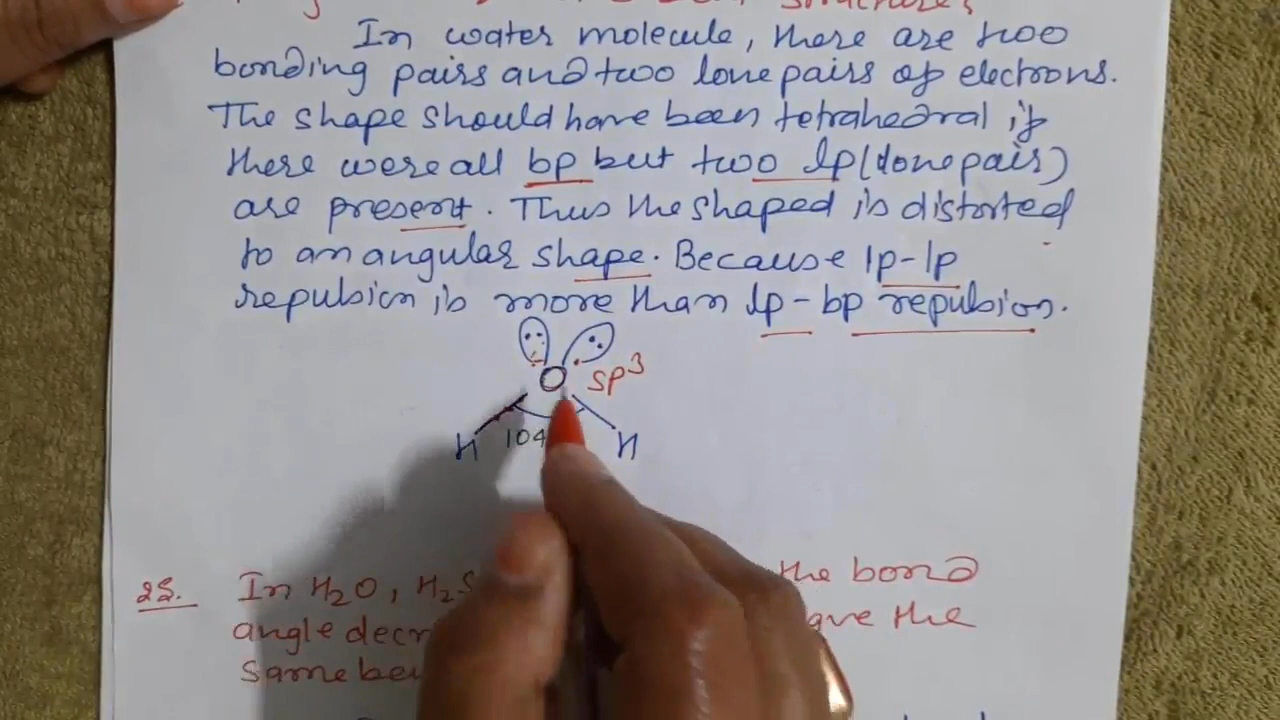 Structure?
In water molecule, there are two
bonding pairs and two lone pairs of electrons.
The shape should have been tetrahedral if
there were all bp but two lp (lone pair)
are present. Thus the shaped is distorted
to an angular shape. Because lp-lp
repulsion is more than lp-bp repulsion.
O sp³
H 104 H
25. In H₂O, H₂S the bond
angle the
Same